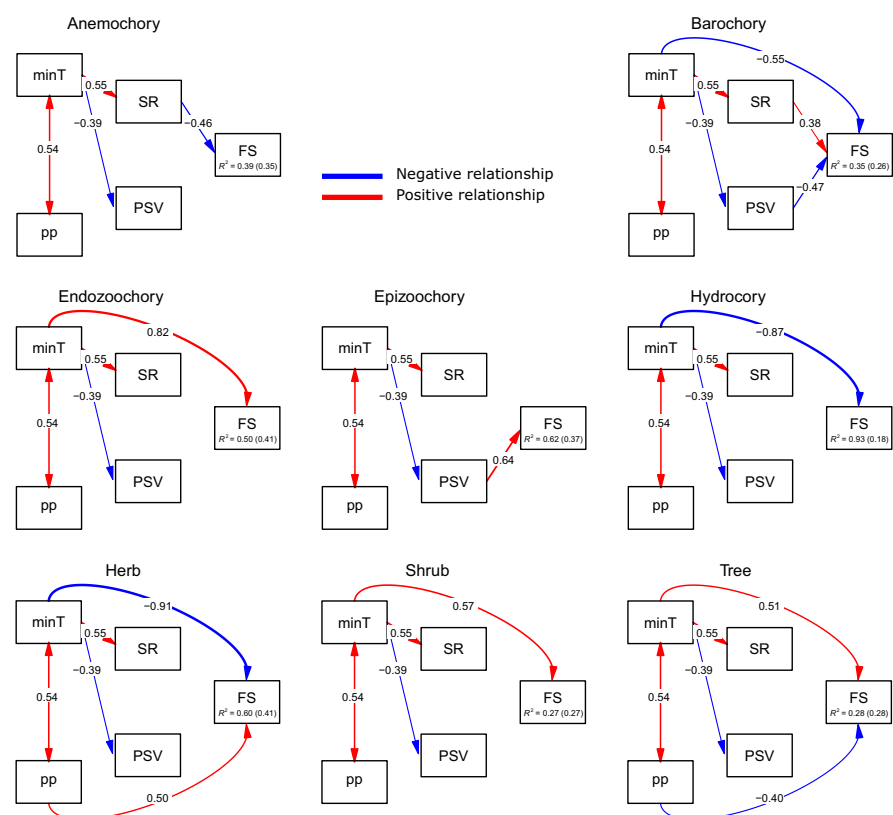 Anemochory
minT
0.55
SR
−0.39
−0.46
0.54
FS
R² = 0.39 (0.35)
PSV
pp
Negative relationship
Positive relationship
Barochory
−0.55
minT
0.55
SR
−0.39
0.38
0.54
FS
R² = 0.35 (0.26)
−0.47
PSV
pp
Endozoochory
0.82
minT
0.55
SR
−0.39
0.54
FS
R² = 0.50 (0.41)
PSV
pp
Epizoochory
minT
0.55
SR
−0.39
0.54
FS
R² = 0.62 (0.37)
0.64
PSV
pp
Hydrocory
−0.87
minT
0.55
SR
−0.39
0.54
FS
R² = 0.93 (0.18)
PSV
pp
Herb
−0.91
minT
0.55
SR
−0.39
0.54
FS
R² = 0.60 (0.41)
PSV
pp
0.50
Shrub
0.57
minT
0.55
SR
−0.39
0.54
FS
R² = 0.27 (0.27)
PSV
pp
Tree
0.51
minT
0.55
SR
−0.39
0.54
FS
R² = 0.28 (0.28)
PSV
pp
−0.40